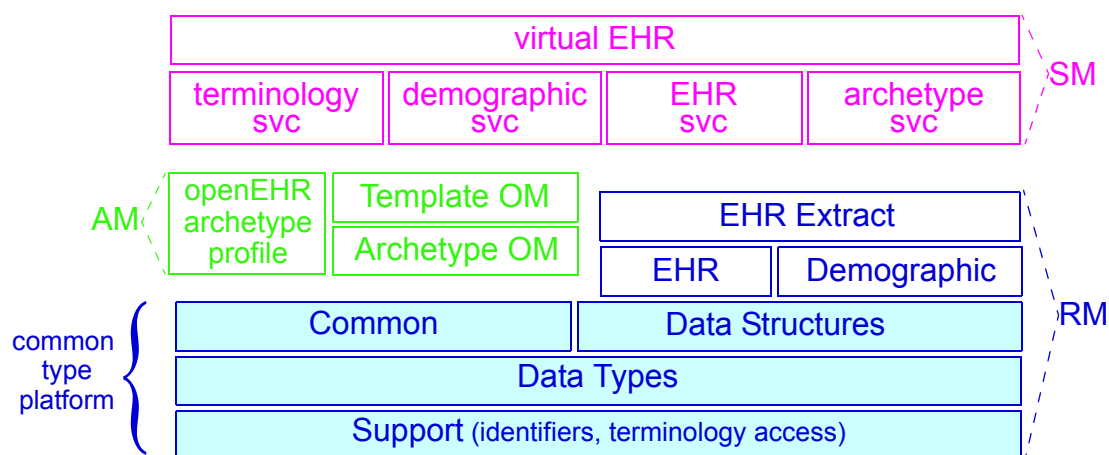 virtual EHR
SM
terminology
svc
demographic
svc
EHR
svc
archetype
svc
AM
openEHR
archetype
profile
Template OM
Archetype OM
EHR Extract
EHR
Demographic
RM
common
type
platform
Common
Data Structures
Data Types
Support (identifiers, terminology access)